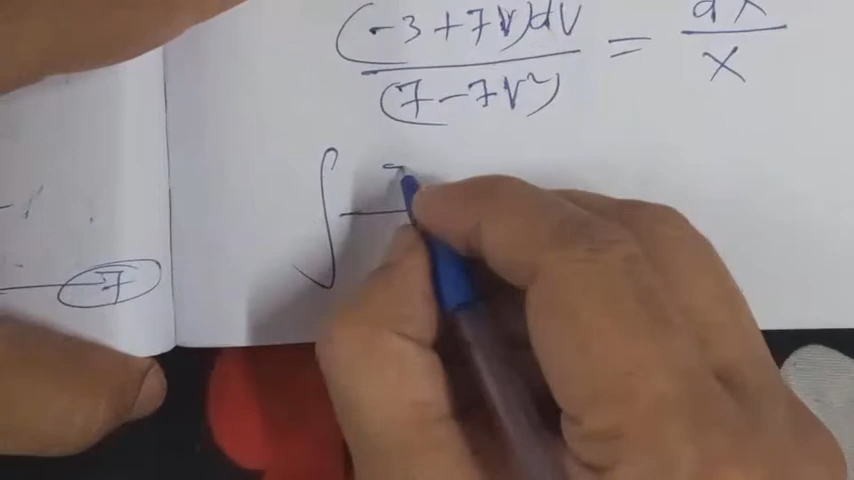 (-3+7V)dV/(7-7V²) = dX/X
∫
-7